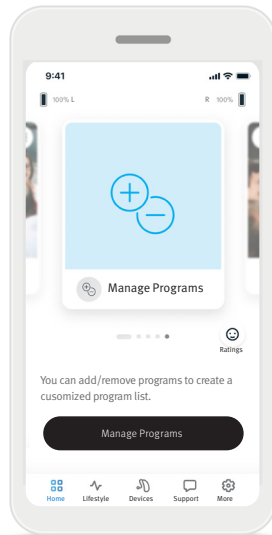 9:41
100% L R 100%
Manage Programs
Ratings
You can add/remove programs to create a
cusomized program list.
Manage Programs
Home Lifestyle Devices Support More